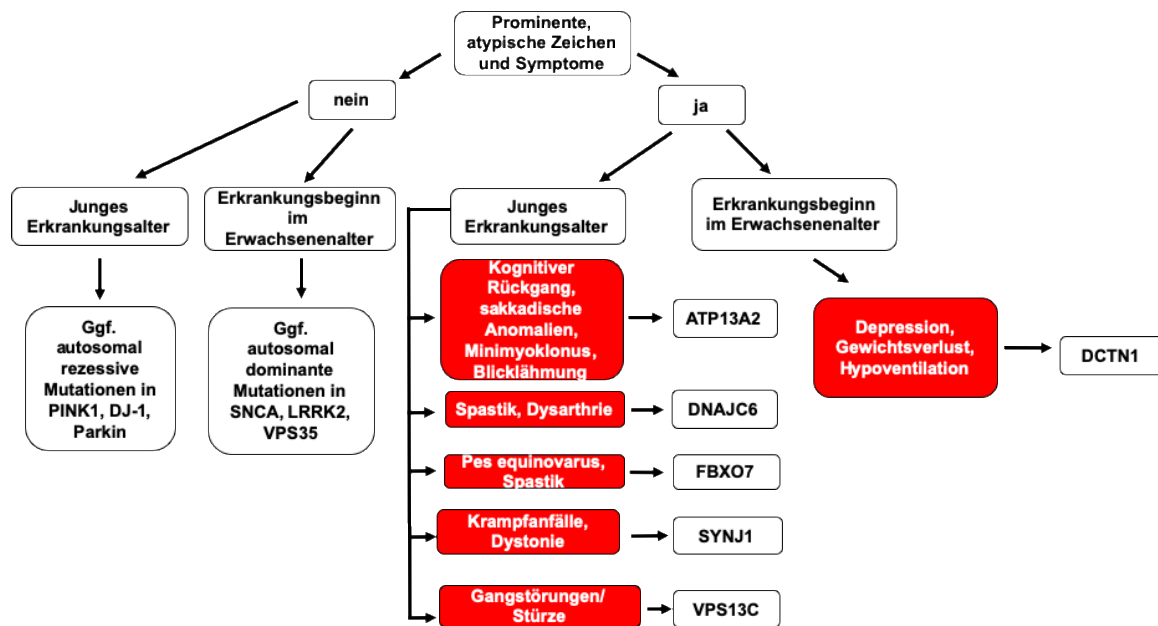 Prominente,
atypische Zeichen
und Symptome
nein
ja
Junges
Erkrankungsalter
Erkrankungsbeginn
im
Erwachsenenalter
Junges
Erkrankungsalter
Erkrankungsbeginn
im Erwachsenenalter
Ggf.
autosomal
rezessive
Mutationen in
PINK1, DJ-1,
Parkin
Ggf.
autosomal
dominante
Mutationen in
SNCA, LRRK2,
VPS35
Kognitiver
Rückgang,
sakkadische
Anomalien,
Minimyoklonus,
Blicklähmung
ATP13A2
Depression,
Gewichtsverlust,
Hypoventilation
DCTN1
Spastik, Dysarthrie
DNAJC6
Pes equinovarus,
Spastik
FBXO7
Krampfanfälle,
Dystonie
SYNJ1
Gangstörungen/
Stürze
VPS13C